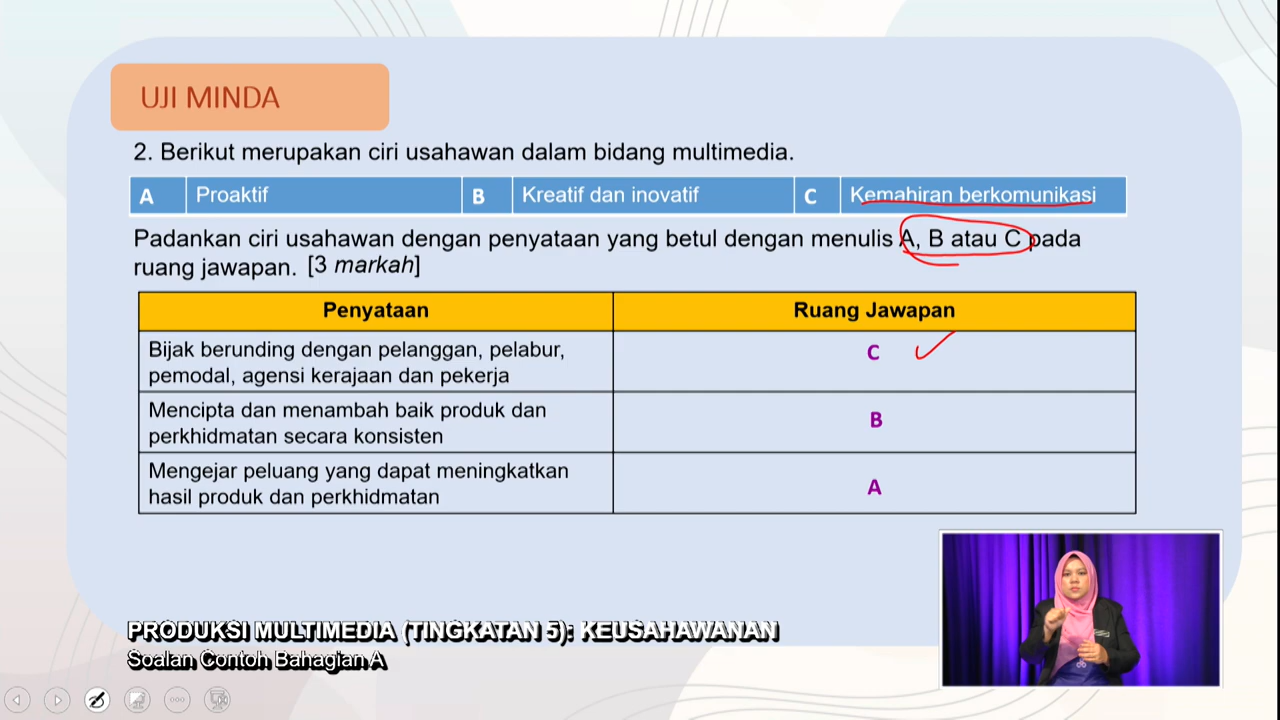 UJI MINDA
2. Berikut merupakan ciri usahawan dalam bidang multimedia.
A Proaktif B Kreatif dan inovatif C Kemahiran berkomunikasi
Padankan ciri usahawan dengan penyataan yang betul dengan menulis A, B atau C pada
ruang jawapan. [3 markah]
Penyataan Ruang Jawapan
Bijak berunding dengan pelanggan, pelabur,
pemodal, agensi kerajaan dan pekerja
C
Mencipta dan menambah baik produk dan
perkhidmatan secara konsisten
B
Mengejar peluang yang dapat meningkatkan
hasil produk dan perkhidmatan
A
PRODUKSI MULTIMEDIA (TINGKATAN 5): KEUSAHAWANAN
Soalan Contoh Bahagian A